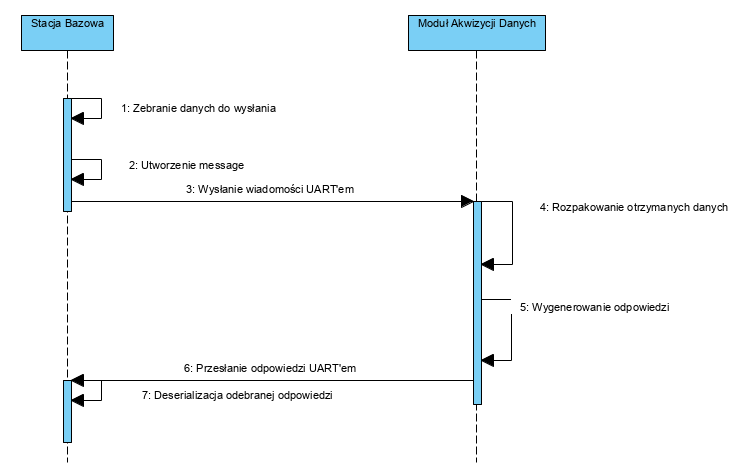 Stacja Bazowa
Moduł Akwizycji Danych
1: Zebranie danych do wysłania
2: Utworzenie message
3: Wysłanie wiadomości UART'em
4: Rozpakowanie otrzymanych danych
5: Wygenerowanie odpowiedzi
6: Przesłanie odpowiedzi UART'em
7: Deserializacja odebranej odpowiedzi